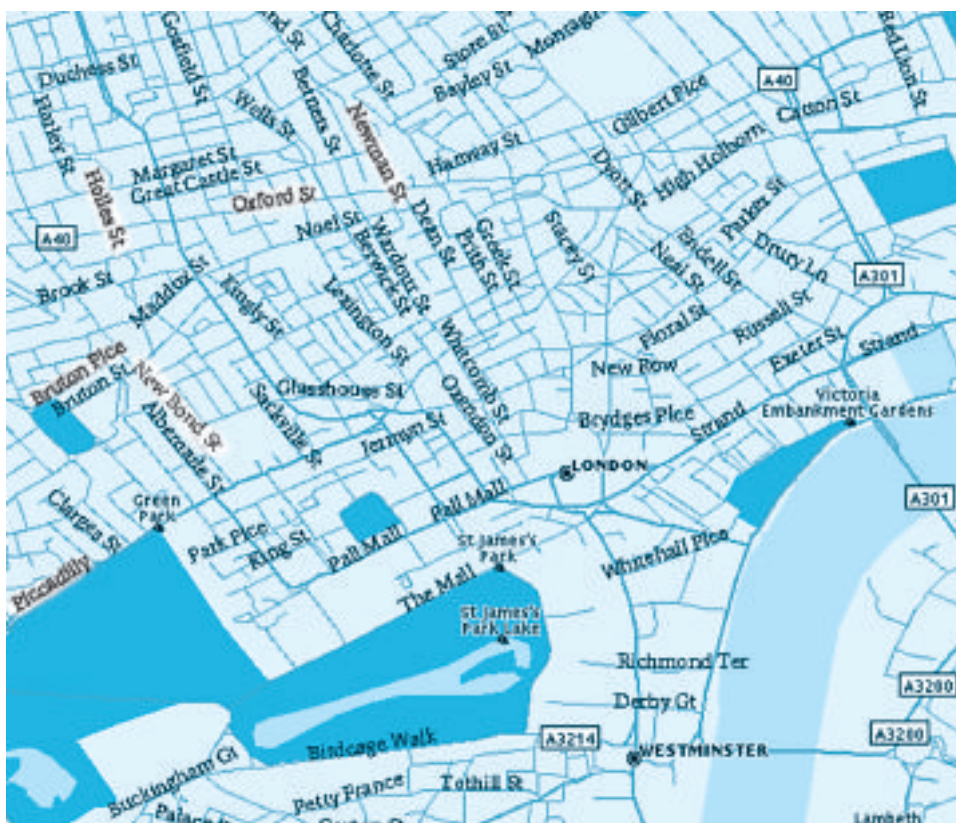 Gosfield St
Charlotte St
Store St
Montag
Red Lion St
Duchess St
Bayley St
A40
Wells St
Berners St
Newman St
Gilbert Plce
Catton St
Harley St
Margaret St
Great Castle St
Hanway St
High Holborn
Holles St
Oxford St
Dyott St
Parker St
A40
Noel St
Dean St
Greek St
Frith St
Stacey St
Endell St
Neal St
Drury Ln
Wardour St
Berwick St
A301
Brook St
Maddox St
Kingly St
Lexington St
Floral St
Russell St
Exeter St
Strand
Whitcomb St
New Row
Bruton Plce
Bruton St
New Bond St
Glasshouse St
Oxendon St
Victoria
Embankment Gardens
Sackville St
Albemarle St
Jermyn St
Brydges Plce
Strand
LONDON
Green
Park
Clarges St
Pall Mall
A301
Park Plce
King St
Pall Mall
St James's
Park
Whitehall Plce
Piccadilly
The Mall
St James's
Park Lake
Richmond Ter
A3200
Derby Gt
A3200
A3214
Birdcage Walk
WESTMINSTER
Buckingham Gt
Petty France
Tothill St
Lambeth